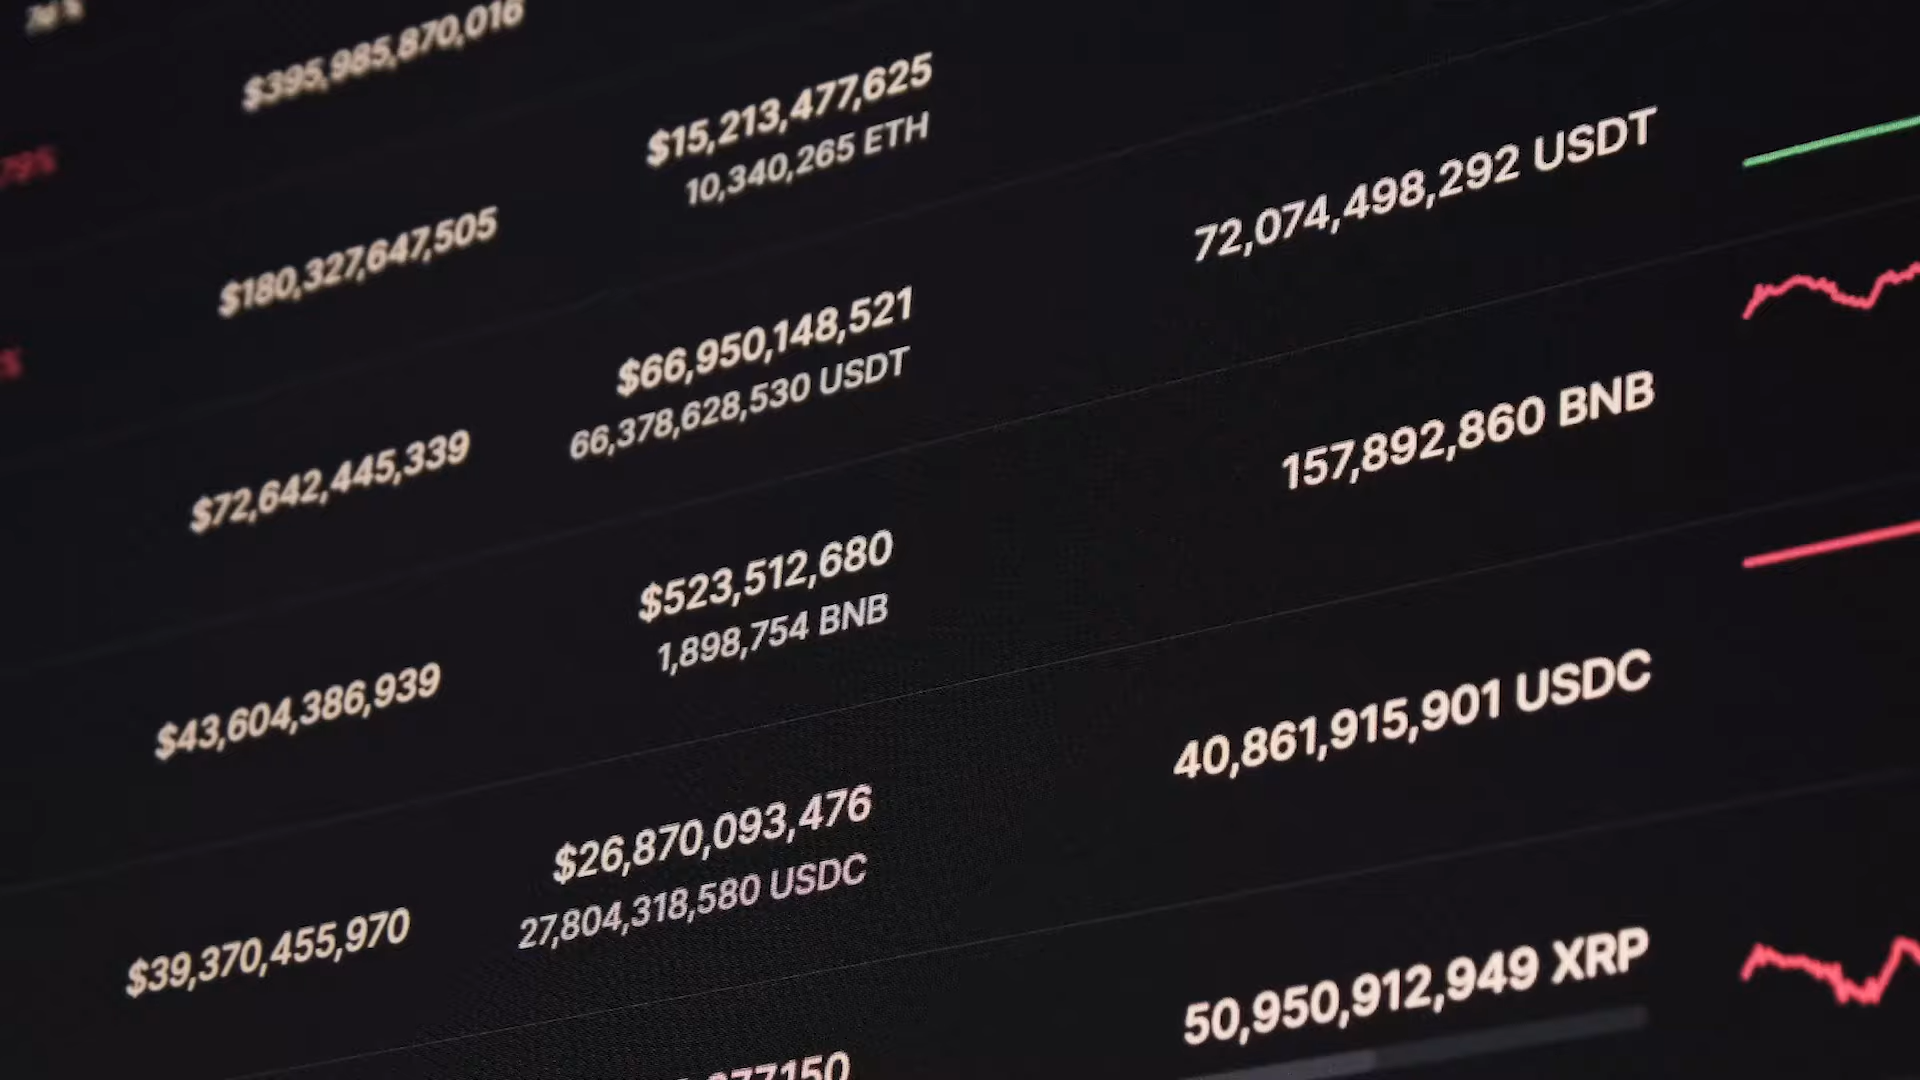 7d %
$395,985,870,016
79%
$15,213,477,625
10,340,265 ETH
$180,327,647,505
72,074,498,292 USDT
%
$66,950,148,521
66,378,628,530 USDT
$72,642,445,339
157,892,860 BNB
$523,512,680
1,898,754 BNB
$43,604,386,939
40,861,915,901 USDC
$26,870,093,476
27,804,318,580 USDC
$39,370,455,970
50,950,912,949 XRP